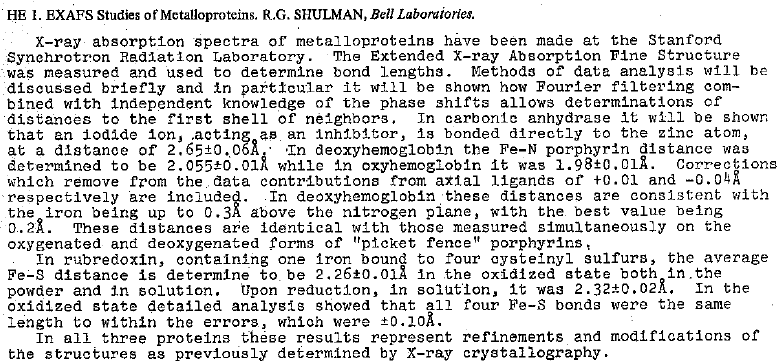 HE 1. EXAFS Studies of Metalloproteins. R.G. SHULMAN, Bell Laboratories.
X-ray absorption spectra of metalloproteins have been made at the Stanford
Synchrotron Radiation Laboratory. The Extended X-ray Absorption Fine Structure
was measured and used to determine bond lengths. Methods of data analysis will be
discussed briefly and in particular it will be shown how Fourier filtering com-
bined with independent knowledge of the phase shifts allows determinations of
distances to the first shell of neighbors. In carbonic anhydrase it will be shown
that an iodide ion, acting as an inhibitor, is bonded directly to the zinc atom,
at a distance of 2.65±0.06Å. In deoxyhemoglobin the Fe-N porphyrin distance was
determined to be 2.055±0.01Å while in oxyhemoglobin it was 1.98±0.01Å. Corrections
which remove from the data contributions from axial ligands of +0.01 and -0.04Å
respectively are included. In deoxyhemoglobin these distances are consistent with
the iron being up to 0.3Å above the nitrogen plane, with the best value being
0.2Å. These distances are identical with those measured simultaneously on the
oxygenated and deoxygenated forms of "picket fence" porphyrins.
In rubredoxin, containing one iron bound to four cysteinyl sulfurs, the average
Fe-S distance is determine to be 2.26±0.01Å in the oxidized state both in the
powder and in solution. Upon reduction, in solution, it was 2.32±0.02Å. In the
oxidized state detailed analysis showed that all four Fe-S bonds were the same
length to within the errors, which were ±0.10Å.
In all three proteins these results represent refinements and modifications of
the structures as previously determined by X-ray crystallography.